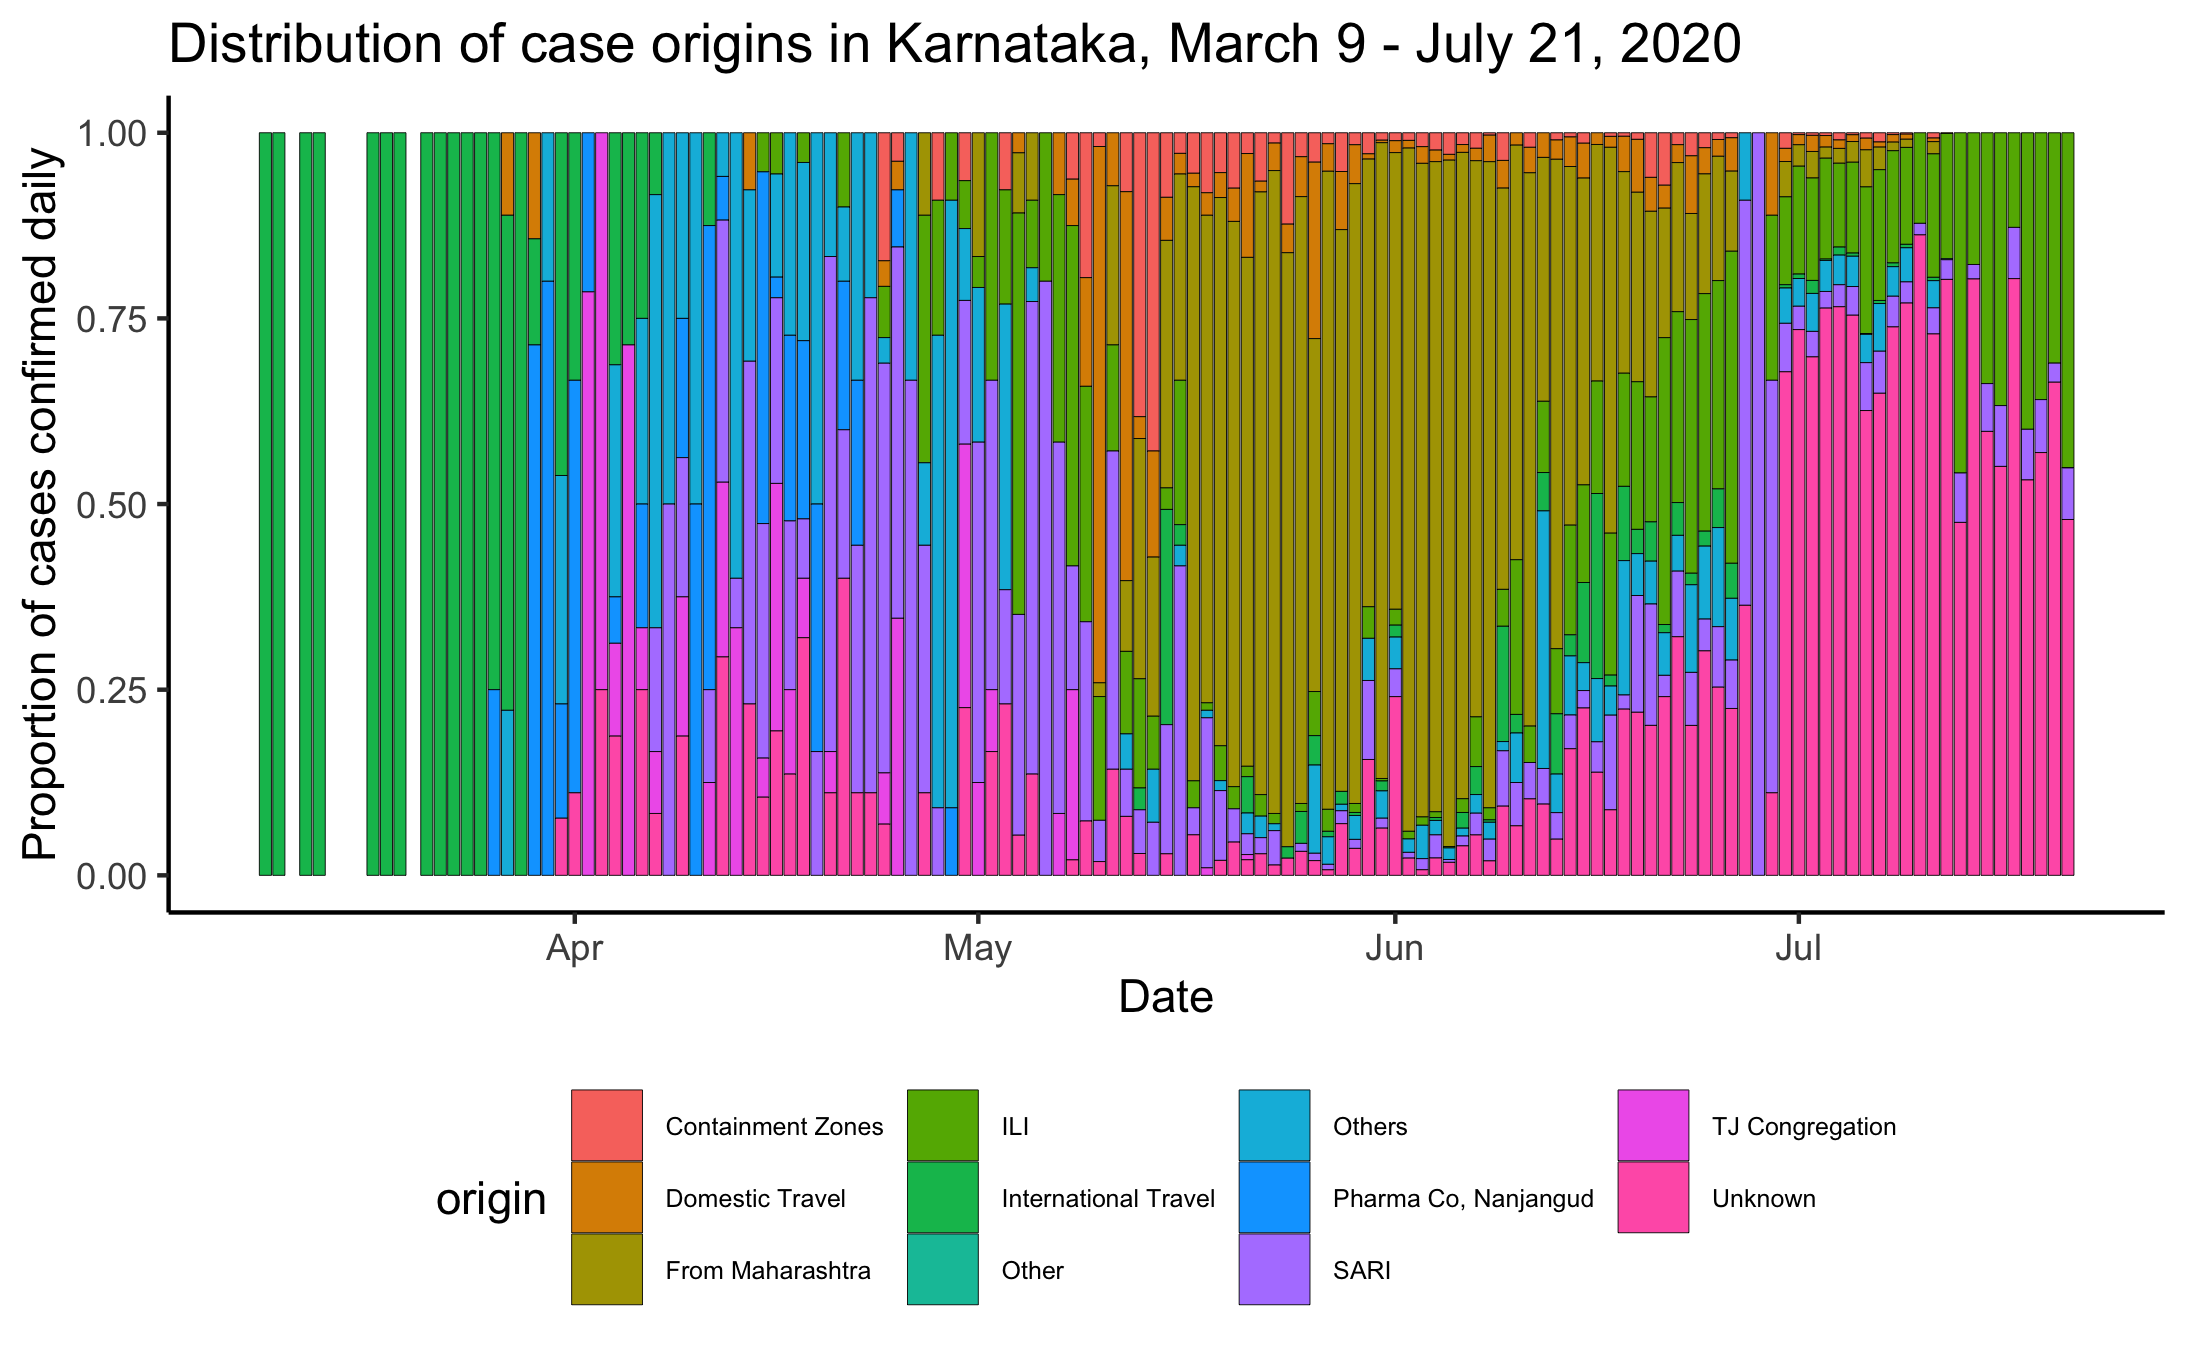 Distribution of case origins in Karnataka, March 9 - July 21, 2020
Proportion of cases confirmed daily
1.00
0.75
0.50
0.25
0.00
Apr May Jun Jul
Date
origin
Containment Zones
Domestic Travel
From Maharashtra
ILI
International Travel
Other
Others
Pharma Co, Nanjangud
SARI
TJ Congregation
Unknown